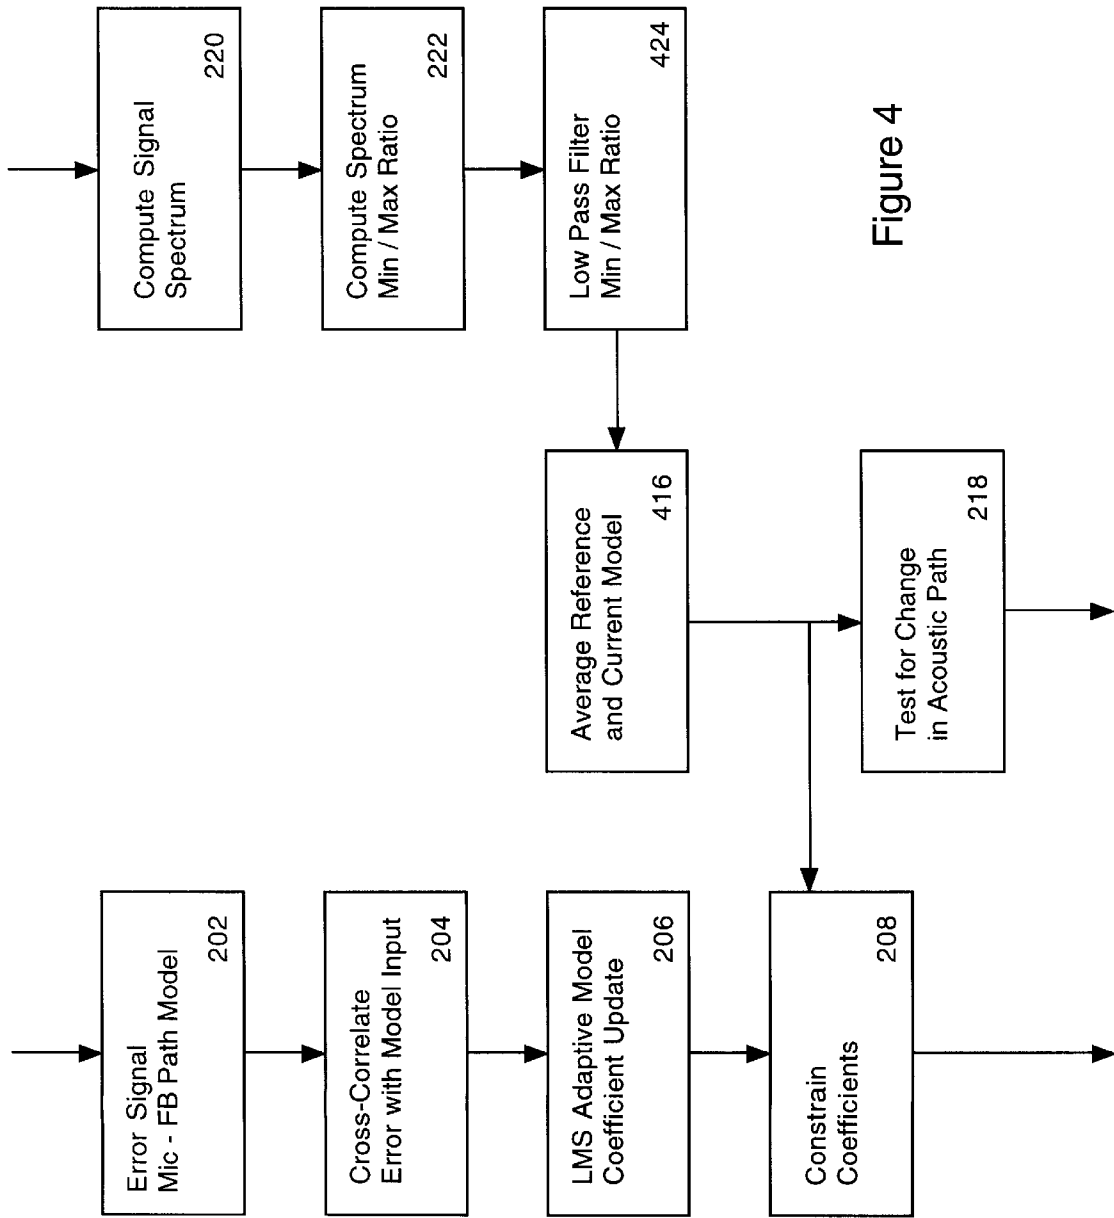 Error Signal
Mic - FB Path Model
202
Cross-Correlate
Error with Model Input
204
LMS Adaptive Model
Coefficient Update
206
Constrain
Coefficients
208
Average Reference
and Current Model
416
Test for Change
in Acoustic Path
218
Compute Signal
Spectrum
220
Compute Spectrum
Min / Max Ratio
222
Low Pass Filter
Min / Max Ratio
424
Figure 4